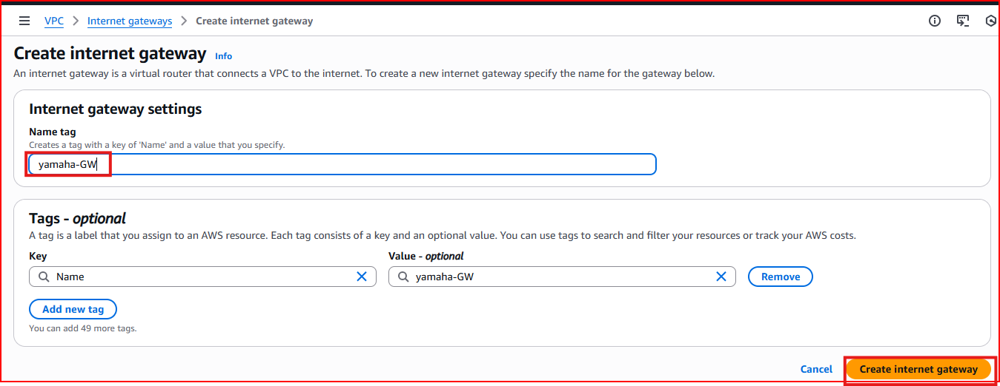 VPC > Internet gateways > Create internet gateway
Create internet gateway Info
An internet gateway is a virtual router that connects a VPC to the internet. To create a new internet gateway specify the name for the gateway below.
Internet gateway settings
Name tag
Creates a tag with a key of 'Name' and a value that you specify.
yamaha-GW
Tags - optional
A tag is a label that you assign to an AWS resource. Each tag consists of a key and an optional value. You can use tags to search and filter your resources or track your AWS costs.
Key Value - optional
Name yamaha-GW Remove
Add new tag
You can add 49 more tags.
Cancel Create internet gateway